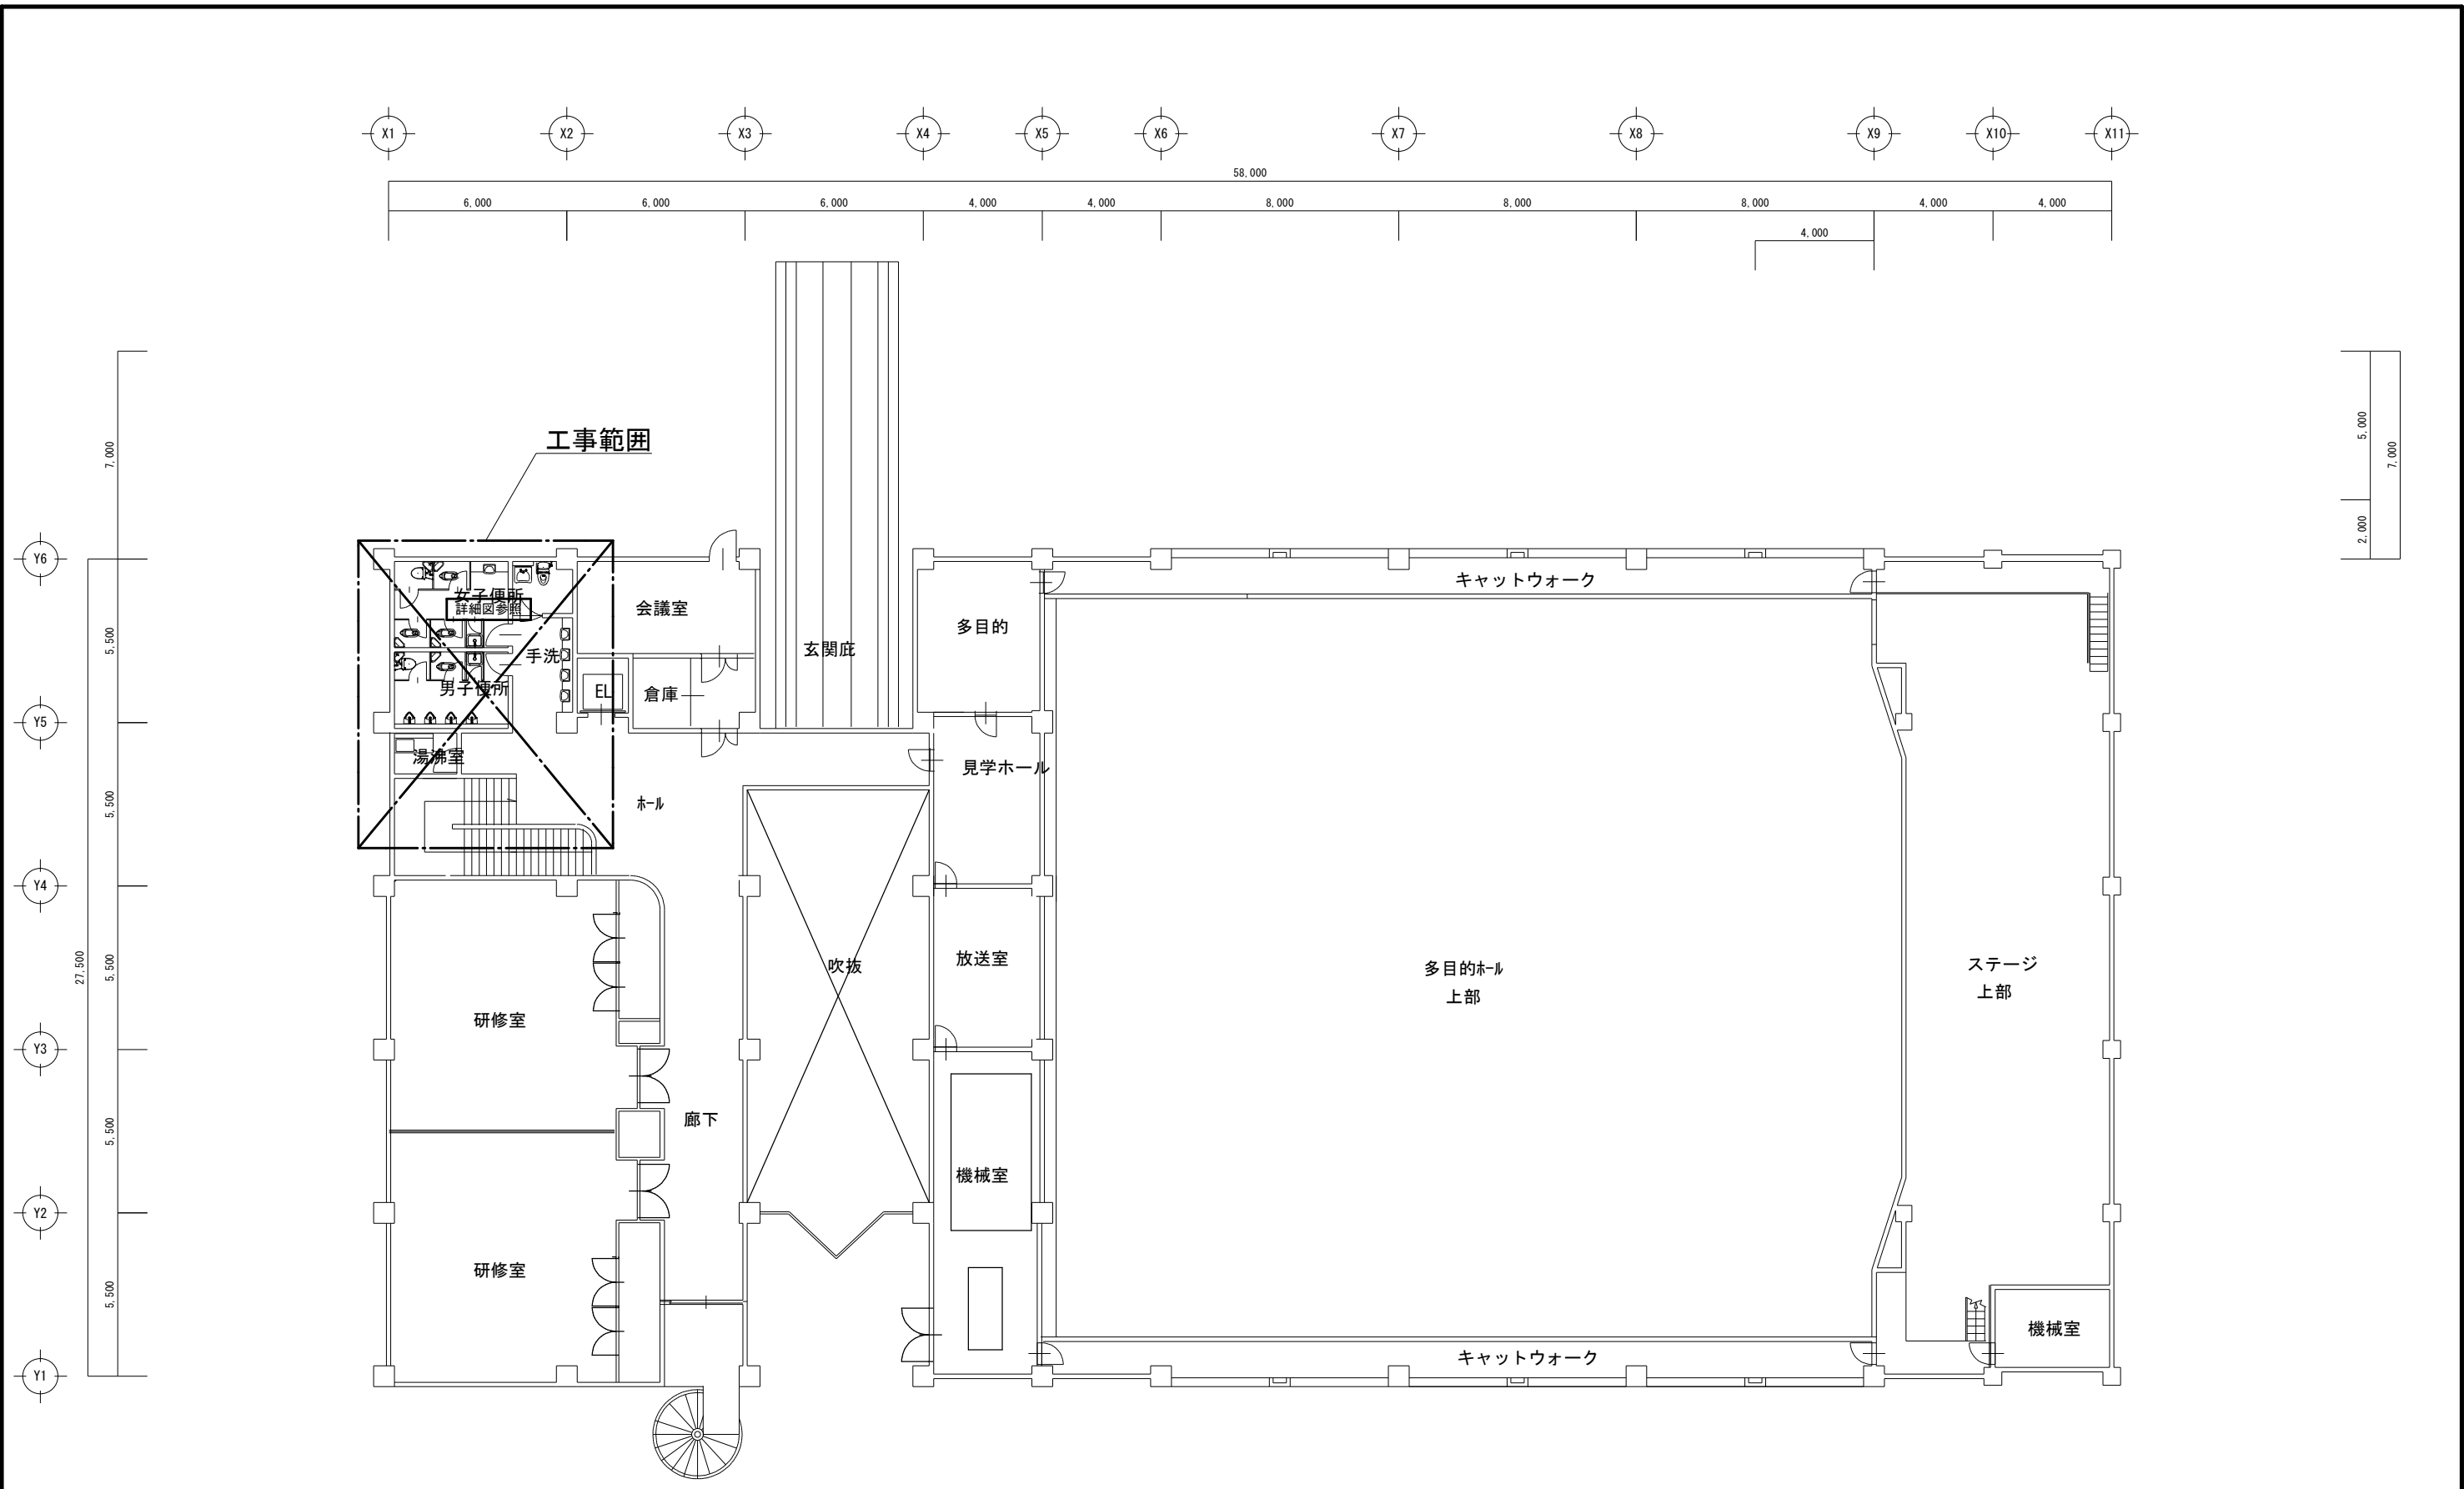 X1 X2 X3 X4 X5 X6 X7 X8 X9 X10 X11
58,000
6,000 6,000 6,000 4,000 4,000 8,000 8,000 8,000 4,000 4,000
4,000
7,000
5,000
7,000
2,000
工事範囲
Y6
キャットウォーク
女子便所
詳細図参照
会議室
多目的
5,500
玄関庇
手洗
男子便所
EL
倉庫
Y5
湯沸室
見学ホール
5,500
ホール
Y4
27,500
5,500
吹抜
放送室
多目的ホール
上部
ステージ
上部
研修室
Y3
5,500
廊下
機械室
Y2
研修室
5,500
機械室
キャットウォーク
Y1